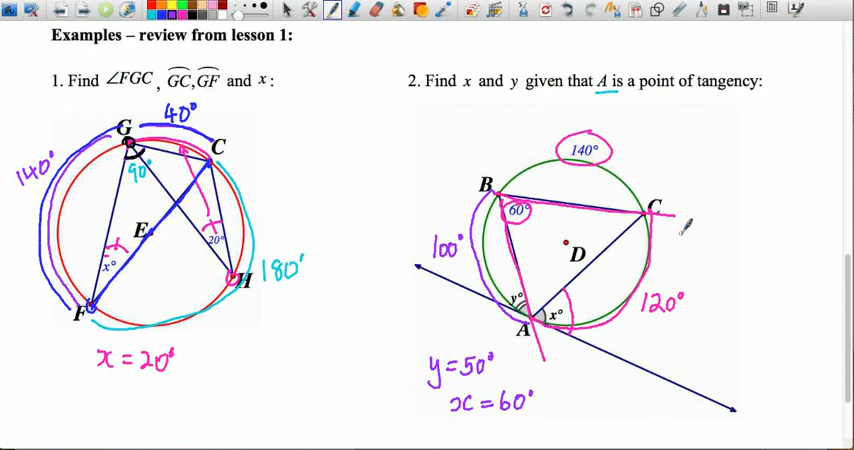 Examples – review from lesson 1:
1. Find ∠FGC, GC, GF and x:
2. Find x and y given that A is a point of tangency:
40°
G
C
140°
90°
E
20°
x°
H
180°
F
x = 20°
140°
B
C
60°
100°
D
y°
x°
120°
A
y = 50°
x = 60°